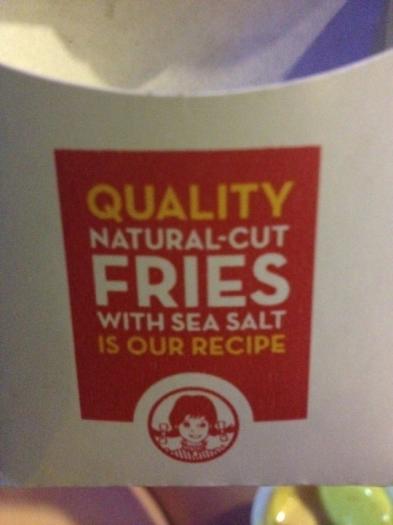 QUALITY
NATURAL-CUT
FRIES
WITH SEA SALT
IS OUR RECIPE